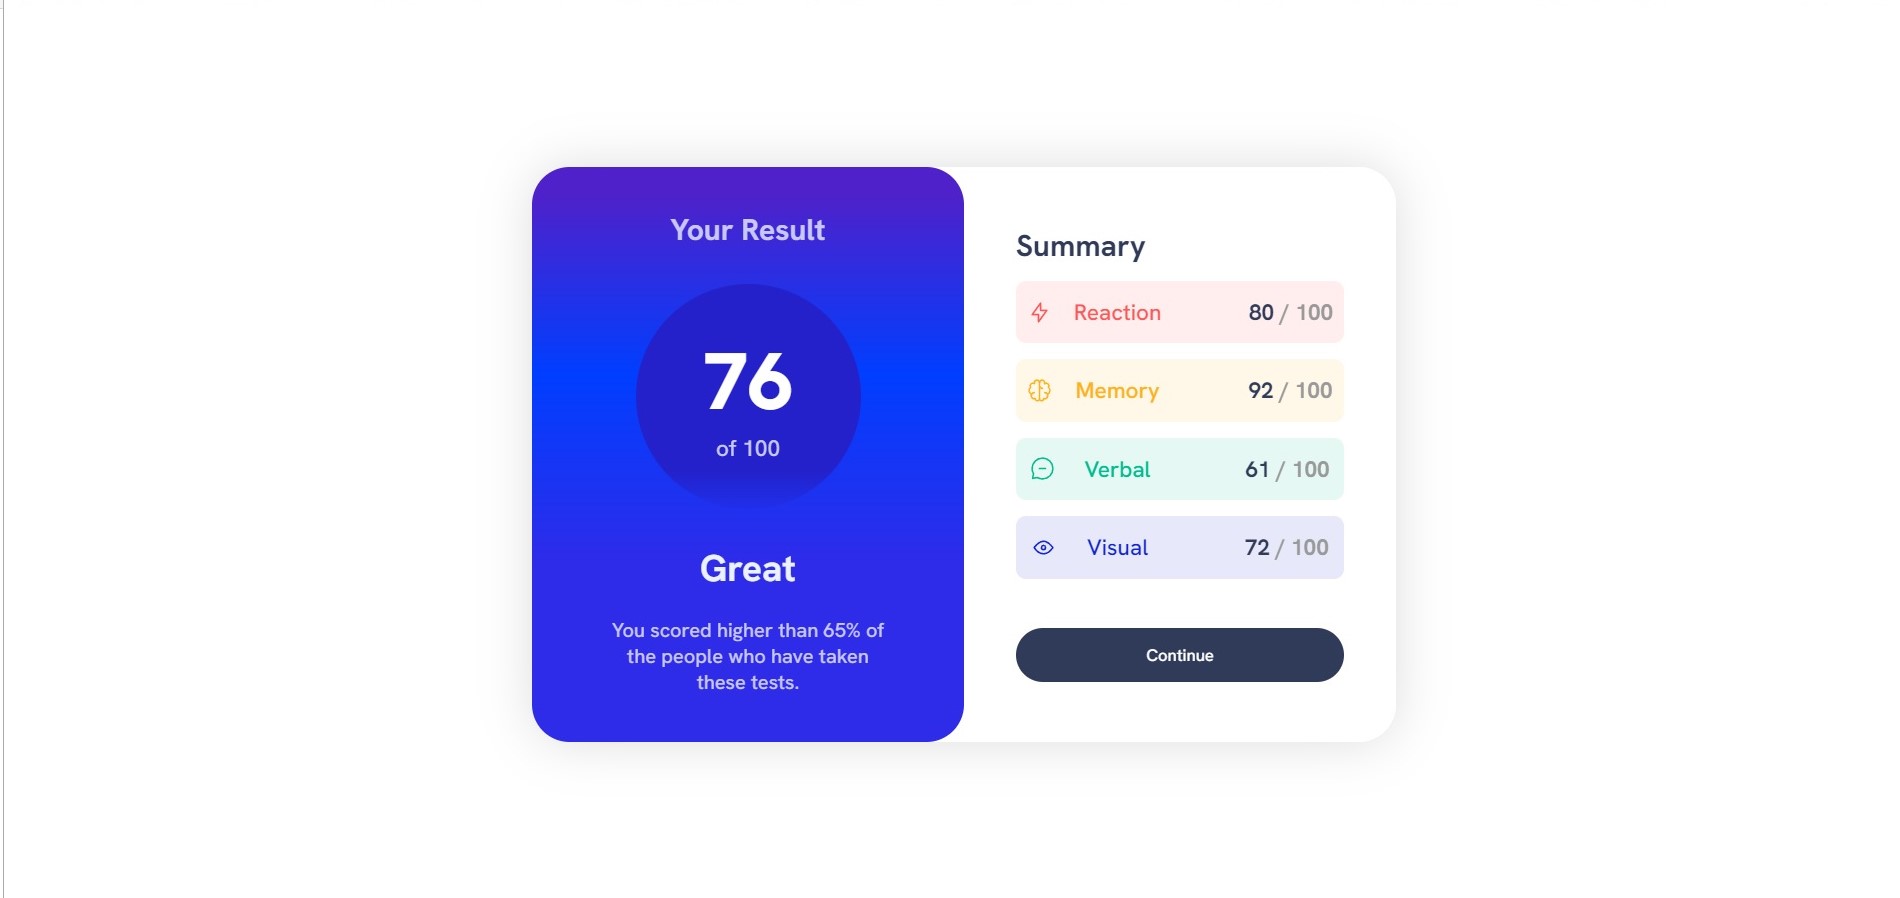 Your Result
76
of 100
Great
You scored higher than 65% of
the people who have taken
these tests.
Summary
Reaction 80 / 100
Memory 92 / 100
Verbal 61 / 100
Visual 72 / 100
Continue